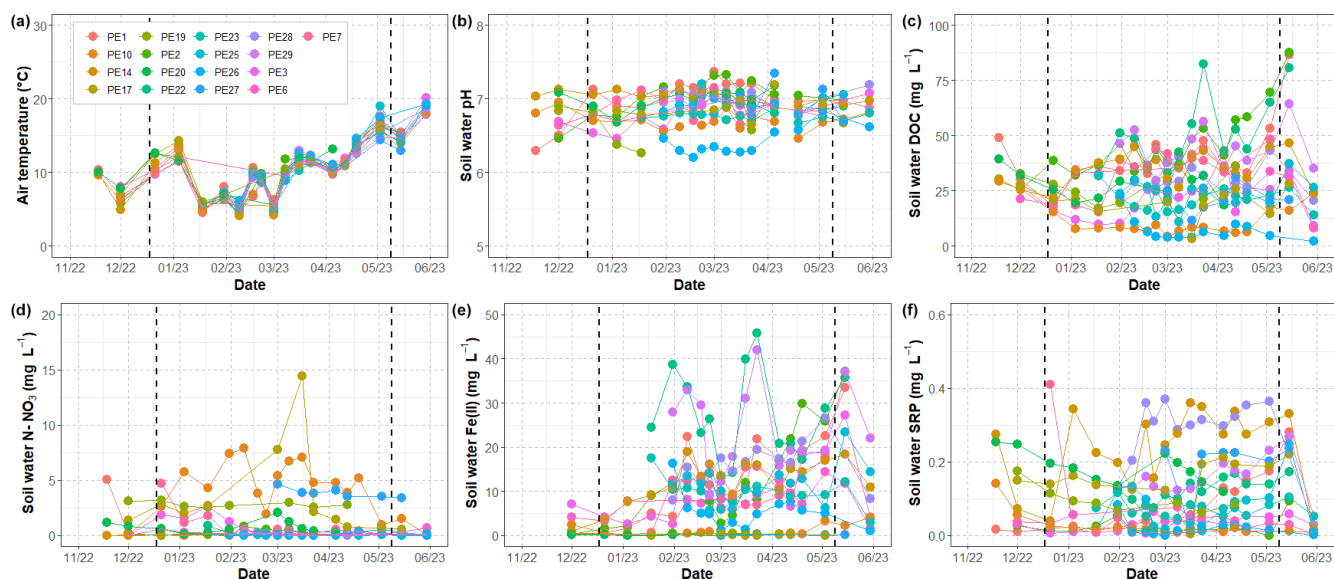 (a)
Air temperature (°C)
30
20
10
0
PE1 PE19 PE23 PE28 PE7
PE10 PE2 PE25 PE29
PE14 PE20 PE26 PE3
PE17 PE22 PE27 PE6
11/22 12/22 01/23 02/23 03/23 04/23 05/23 06/23
Date
(b)
Soil water pH
8
7
6
5
11/22 12/22 01/23 02/23 03/23 04/23 05/23 06/23
Date
(c)
Soil water DOC (mg L⁻¹)
100
75
50
25
0
11/22 12/22 01/23 02/23 03/23 04/23 05/23 06/23
Date
(d)
Soil water N- NO₃ (mg L⁻¹)
20
15
10
5
0
11/22 12/22 01/23 02/23 03/23 04/23 05/23 06/23
Date
(e)
Soil water Fe(II) (mg L⁻¹)
50
40
30
20
10
0
11/22 12/22 01/23 02/23 03/23 04/23 05/23 06/23
Date
(f)
Soil water SRP (mg L⁻¹)
0.6
0.4
0.2
0.0
11/22 12/22 01/23 02/23 03/23 04/23 05/23 06/23
Date